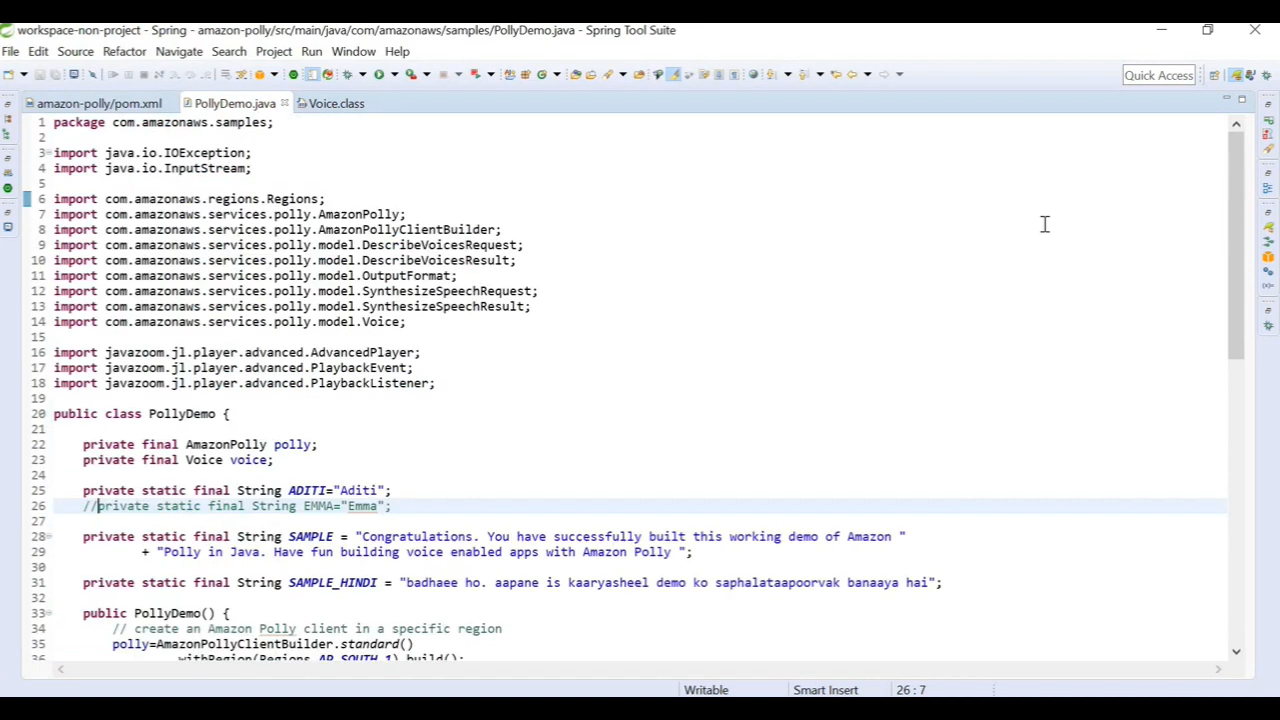 workspace-non-project - Spring - amazon-polly/src/main/java/com/amazonaws/samples/PollyDemo.java - Spring Tool Suite
File Edit Source Refactor Navigate Search Project Run Window Help
Quick Access
amazon-polly/pom.xml PollyDemo.java Voice.class
1 package com.amazonaws.samples;
2
3 import java.io.IOException;
4 import java.io.InputStream;
5
6 import com.amazonaws.regions.Regions;
7 import com.amazonaws.services.polly.AmazonPolly;
8 import com.amazonaws.services.polly.AmazonPollyClientBuilder;
9 import com.amazonaws.services.polly.model.DescribeVoicesRequest;
10 import com.amazonaws.services.polly.model.DescribeVoicesResult;
11 import com.amazonaws.services.polly.model.OutputFormat;
12 import com.amazonaws.services.polly.model.SynthesizeSpeechRequest;
13 import com.amazonaws.services.polly.model.SynthesizeSpeechResult;
14 import com.amazonaws.services.polly.model.Voice;
15
16 import javazoom.jl.player.advanced.AdvancedPlayer;
17 import javazoom.jl.player.advanced.PlaybackEvent;
18 import javazoom.jl.player.advanced.PlaybackListener;
19
20 public class PollyDemo {
21
22 private final AmazonPolly polly;
23 private final Voice voice;
24
25 private static final String ADITI="Aditi";
26 //private static final String EMMA="Emma";
27
28 private static final String SAMPLE = "Congratulations. You have successfully built this working demo of Amazon "
29 + "Polly in Java. Have fun building voice enabled apps with Amazon Polly ";
30
31 private static final String SAMPLE_HINDI = "badhaee ho. aapane is kaaryasheel demo ko saphalataapoorvak banaaya hai";
32
33 public PollyDemo() {
34 // create an Amazon Polly client in a specific region
35 polly=AmazonPollyClientBuilder.standard()
36 .withRegion(Regions.AP_SOUTH_1).build();
Writable Smart Insert 26 : 7